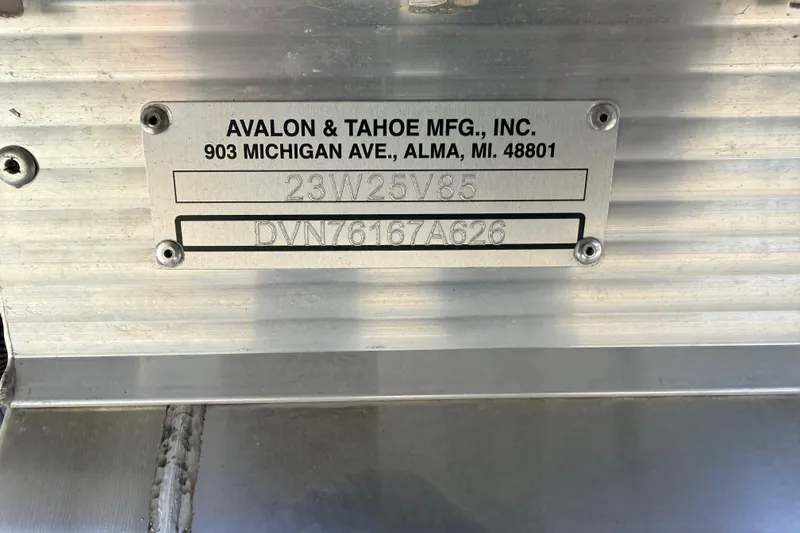 AVALON & TAHOE MFG., INC.
903 MICHIGAN AVE., ALMA, MI. 48801
23W25V85
DVN76167A626